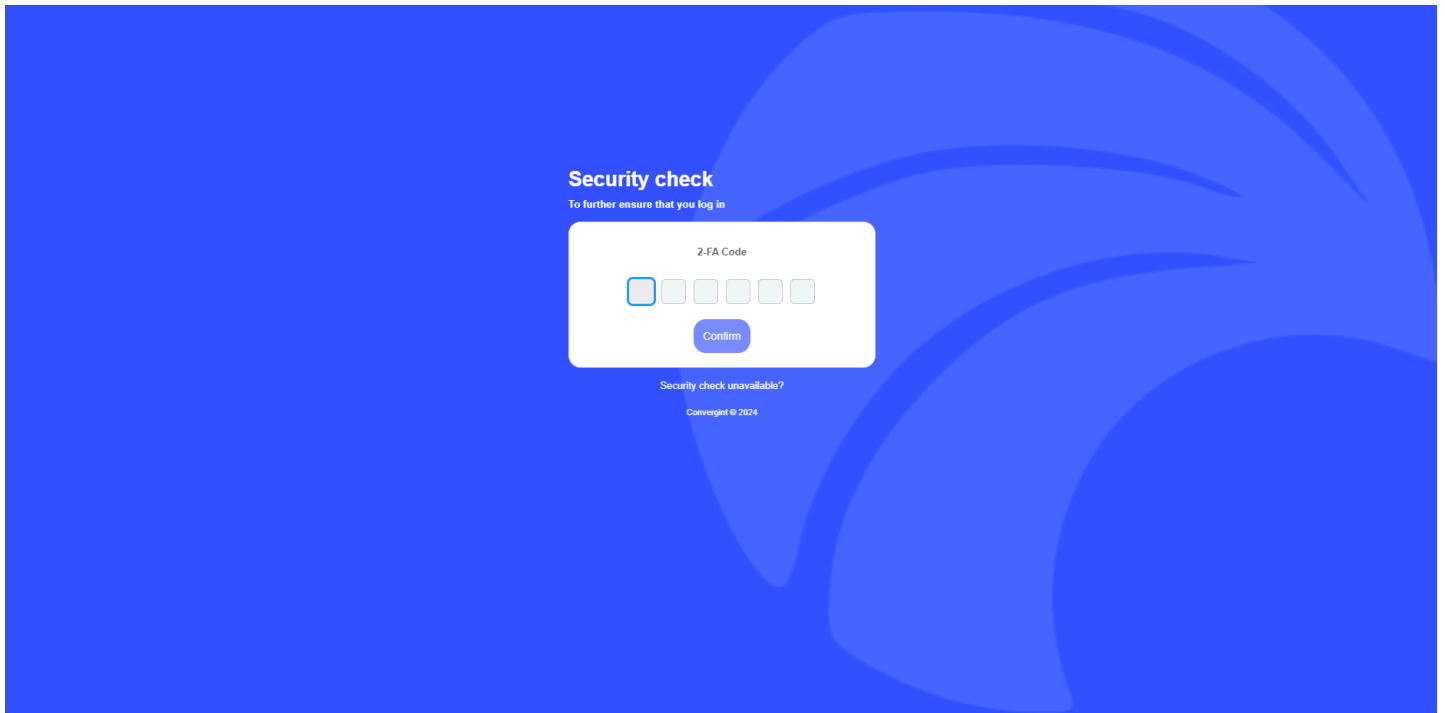 Security check
To further ensure that you log in
2-FA Code
Confirm
Security check unavailable?
Convergint © 2024